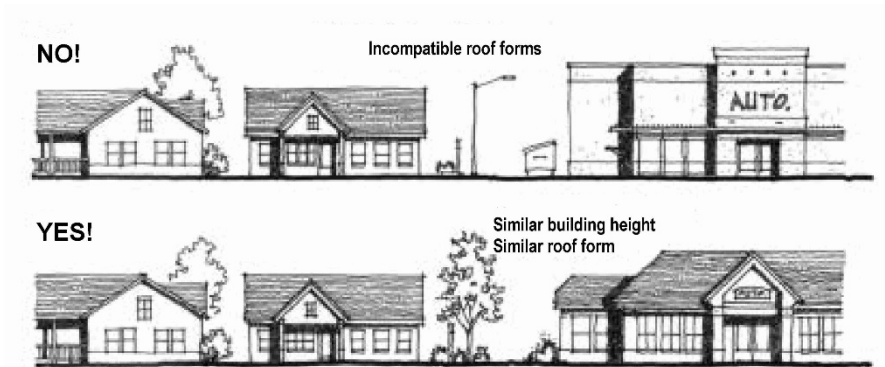 NO!
Incompatible roof forms
AUTO.
YES!
Similar building height
Similar roof form